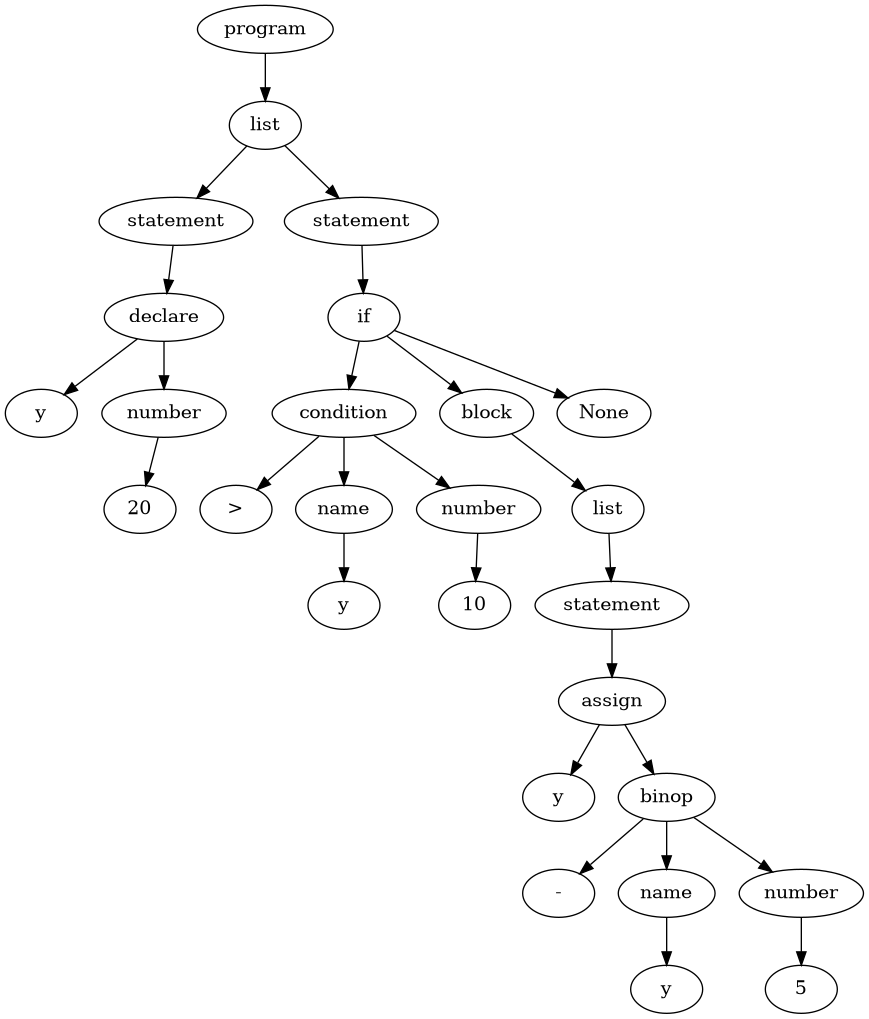 program
list
statement statement
declare if
y number condition block None
20 > name number list
y 10 statement
assign
y binop
- name number
y 5